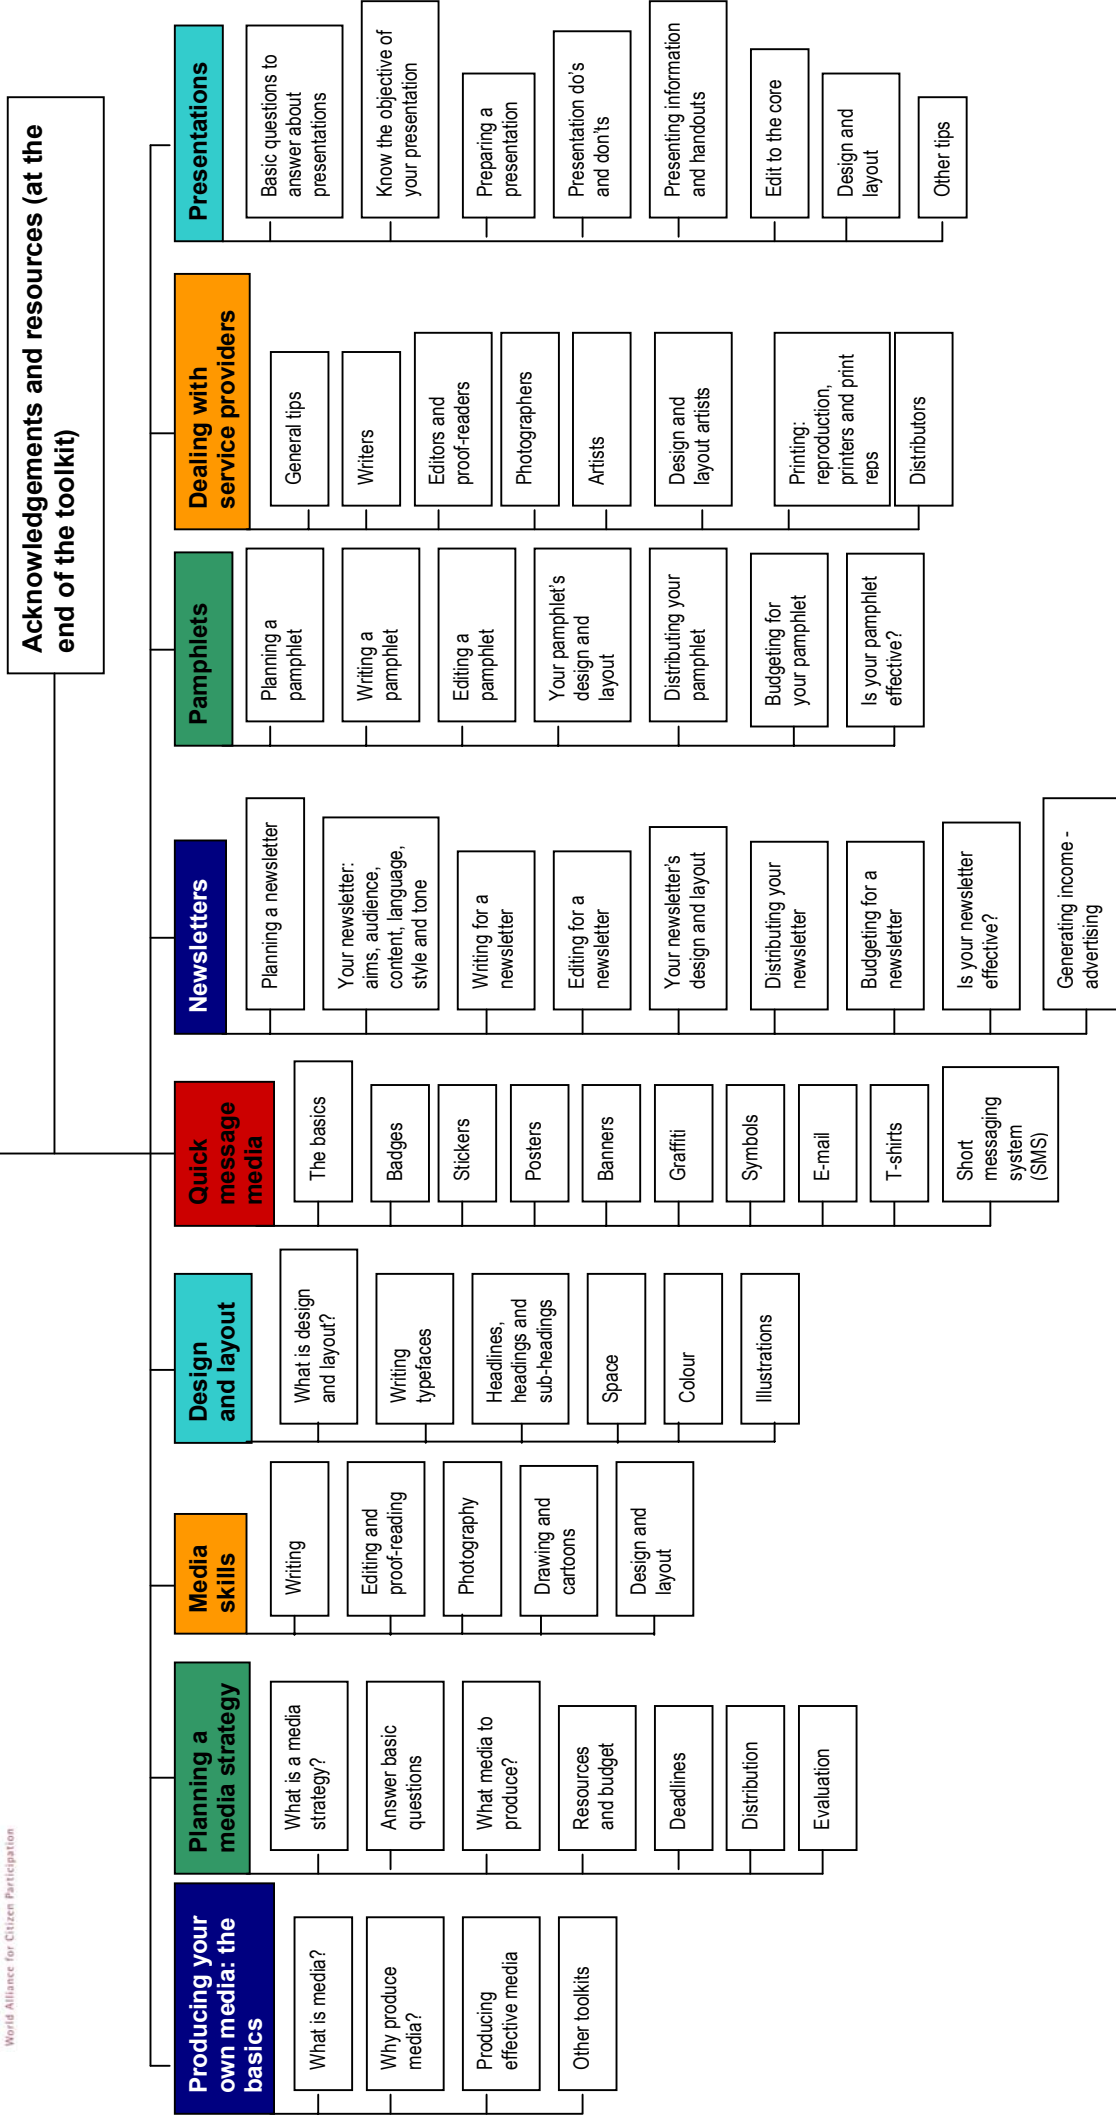 World Alliance for Citizen Participation
Acknowledgements and resources (at the
end of the toolkit)
Producing your
own media: the
basics
What is media?
Why produce
media?
Producing
effective media
Other toolkits
Planning a
media strategy
What is a media
strategy?
Answer basic
questions
What media to
produce?
Resources
and budget
Deadlines
Distribution
Evaluation
Media
skills
Writing
Editing and
proof-reading
Photography
Drawing and
cartoons
Design and
layout
Design
and layout
What is design
and layout?
Writing
typefaces
Headlines,
headings and
sub-headings
Space
Colour
Illustrations
Quick
message
media
The basics
Badges
Stickers
Posters
Banners
Graffiti
Symbols
E-mail
T-shirts
Short
messaging
system
(SMS)
Newsletters
Planning a newsletter
Your newsletter:
aims, audience,
content, language,
style and tone
Writing for a
newsletter
Editing for a
newsletter
Your newsletter's
design and layout
Distributing your
newsletter
Budgeting for a
newsletter
Is your newsletter
effective?
Generating income -
advertising
Pamphlets
Planning a
pamphlet
Writing a
pamphlet
Editing a
pamphlet
Your pamphlet's
design and
layout
Distributing your
pamphlet
Budgeting for
your pamphlet
Is your pamphlet
effective?
Dealing with
service providers
General tips
Writers
Editors and
proof-readers
Photographers
Artists
Design and
layout artists
Printing:
reproduction,
printers and print
reps
Distributors
Presentations
Basic questions to
answer about
presentations
Know the objective of
your presentation
Preparing a
presentation
Presentation do's
and don'ts
Presenting information
and handouts
Edit to the core
Design and
layout
Other tips